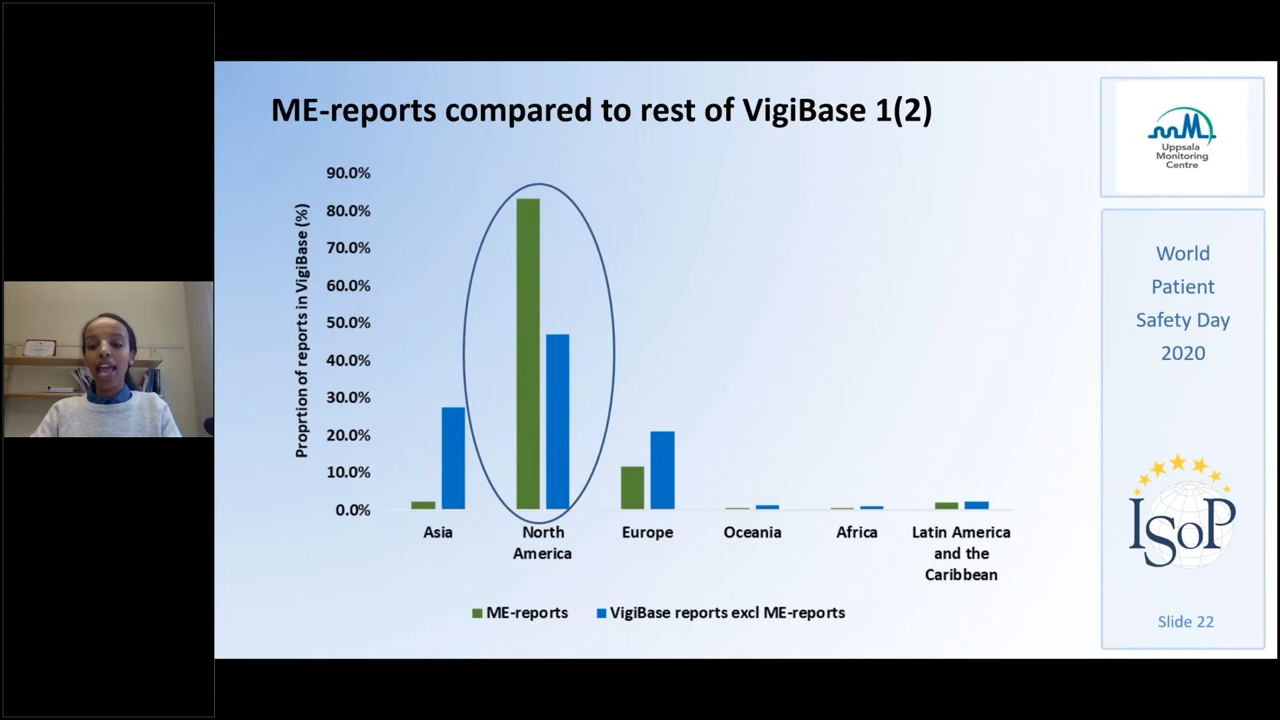 ME-reports compared to rest of VigiBase 1(2)
Proprtion of reports in VigiBase (%)
90.0%
80.0%
70.0%
60.0%
50.0%
40.0%
30.0%
20.0%
10.0%
0.0%
Asia
North
America
Europe
Oceania
Africa
Latin America
and the
Caribbean
ME-reports
VigiBase reports excl ME-reports
Uppsala
Monitoring
Centre
World
Patient
Safety Day
2020
ISoP
Slide 22